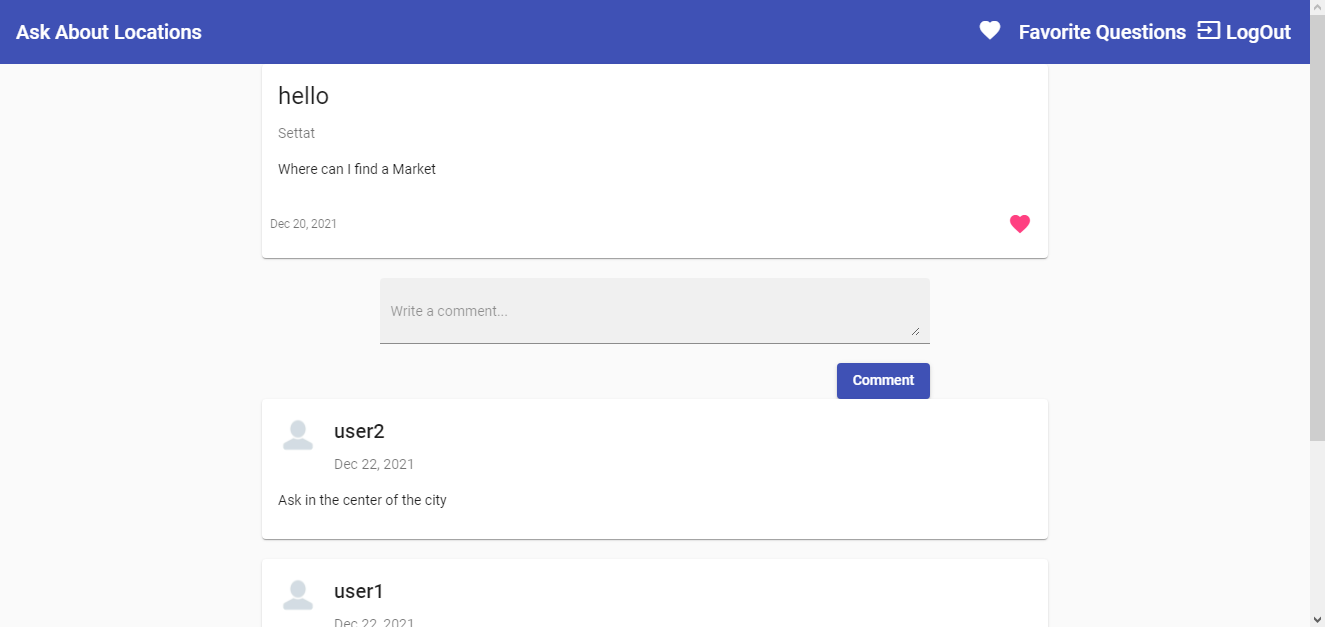 Ask About Locations
Favorite Questions
LogOut
hello
Settat
Where can I find a Market
Dec 20, 2021
Write a comment...
Comment
user2
Dec 22, 2021
Ask in the center of the city
user1
Dec 22, 2021